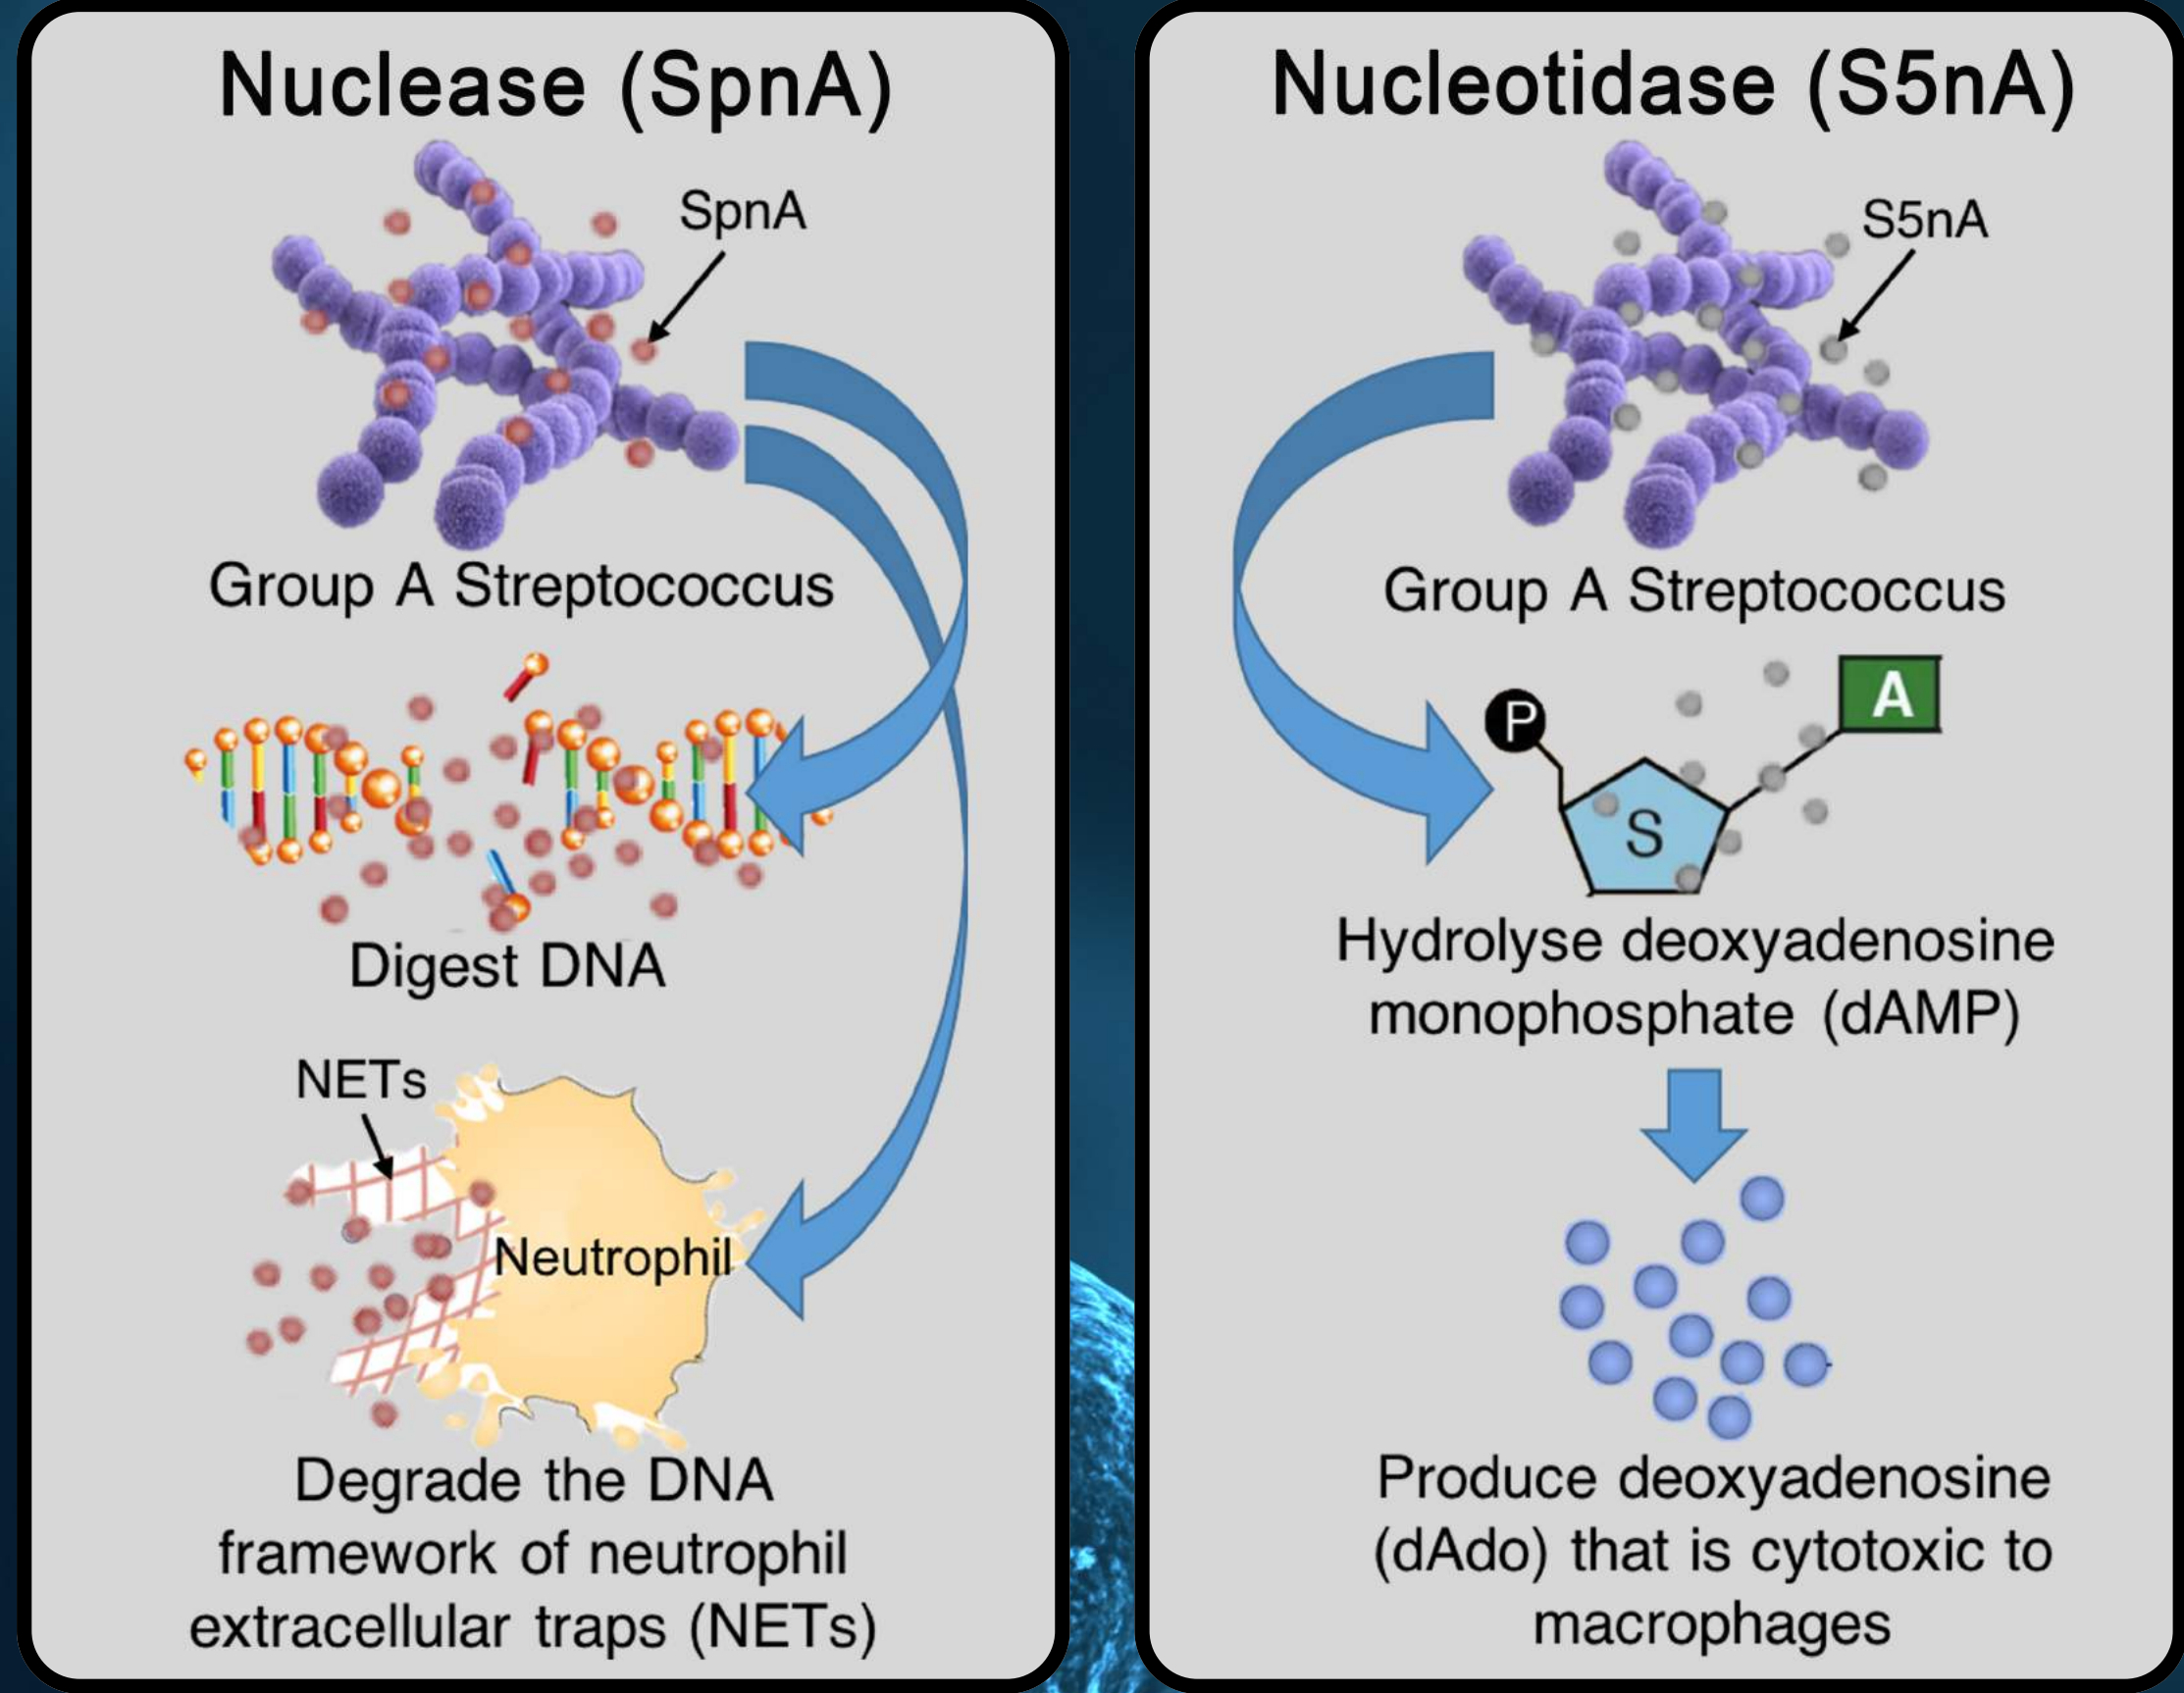 Nuclease (SpnA)
SpnA
Group A Streptococcus
Digest DNA
NETs
Neutrophil
Degrade the DNA
framework of neutrophil
extracellular traps (NETs)
Nucleotidase (S5nA)
S5nA
Group A Streptococcus
P
A
S
Hydrolyse deoxyadenosine
monophosphate (dAMP)
Produce deoxyadenosine
(dAdo) that is cytotoxic to
macrophages